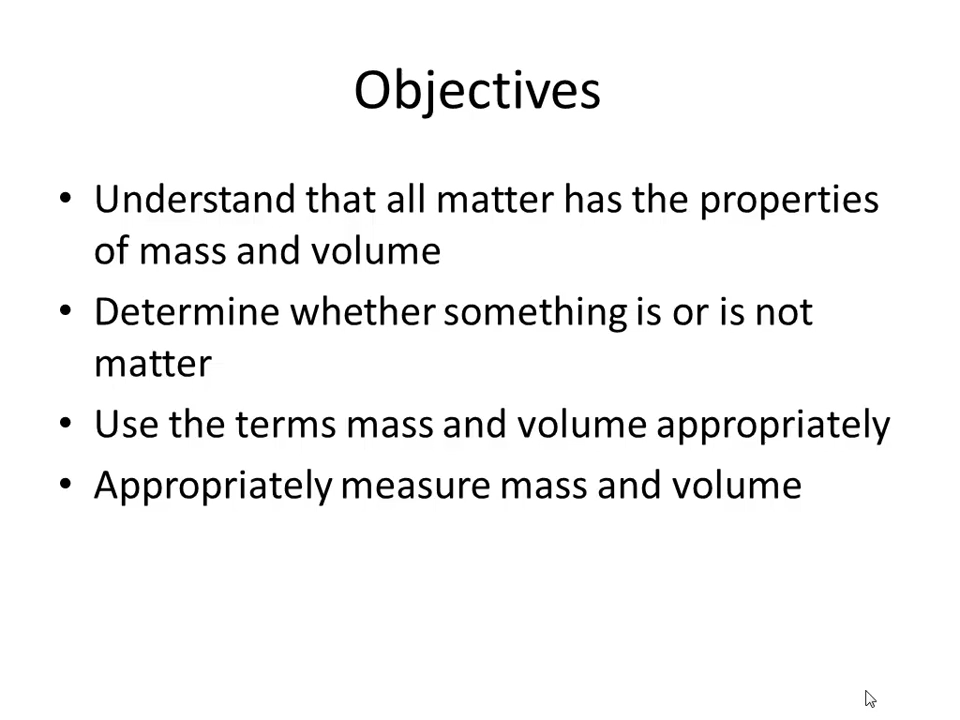 Objectives
• Understand that all matter has the properties
of mass and volume
• Determine whether something is or is not
matter
• Use the terms mass and volume appropriately
• Appropriately measure mass and volume